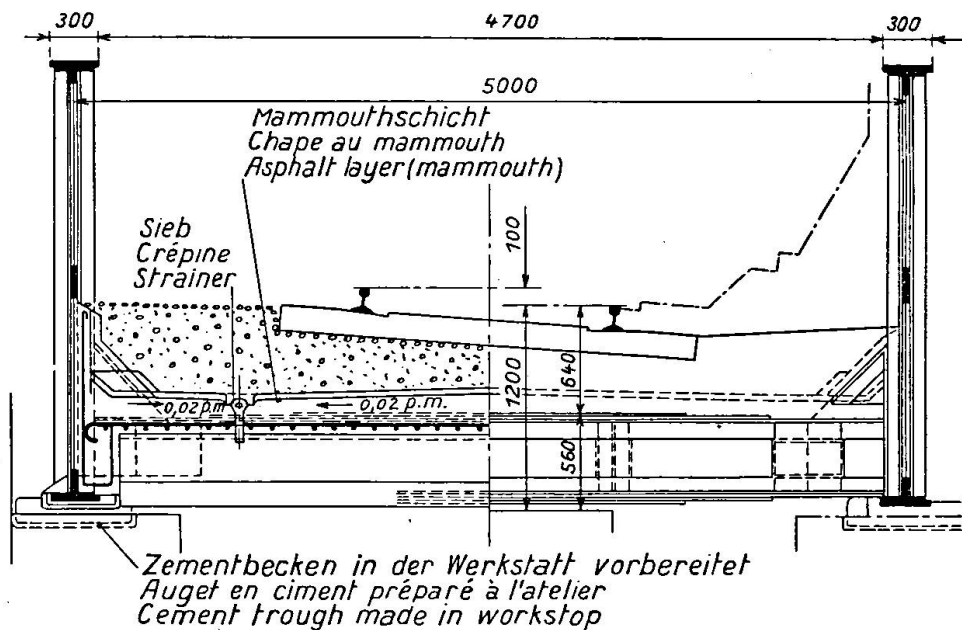 300
4700
300
5000
Mammouthschicht
Chape au mammouth
Asphalt layer (mammouth)
Sieb
Crépine
Strainer
100
1200
640
0,02 p.m
0,02 p.m.
560
Zementbecken in der Werkstatt vorbereitet
Auget en ciment préparé à l'atelier
Cement trough made in workstop